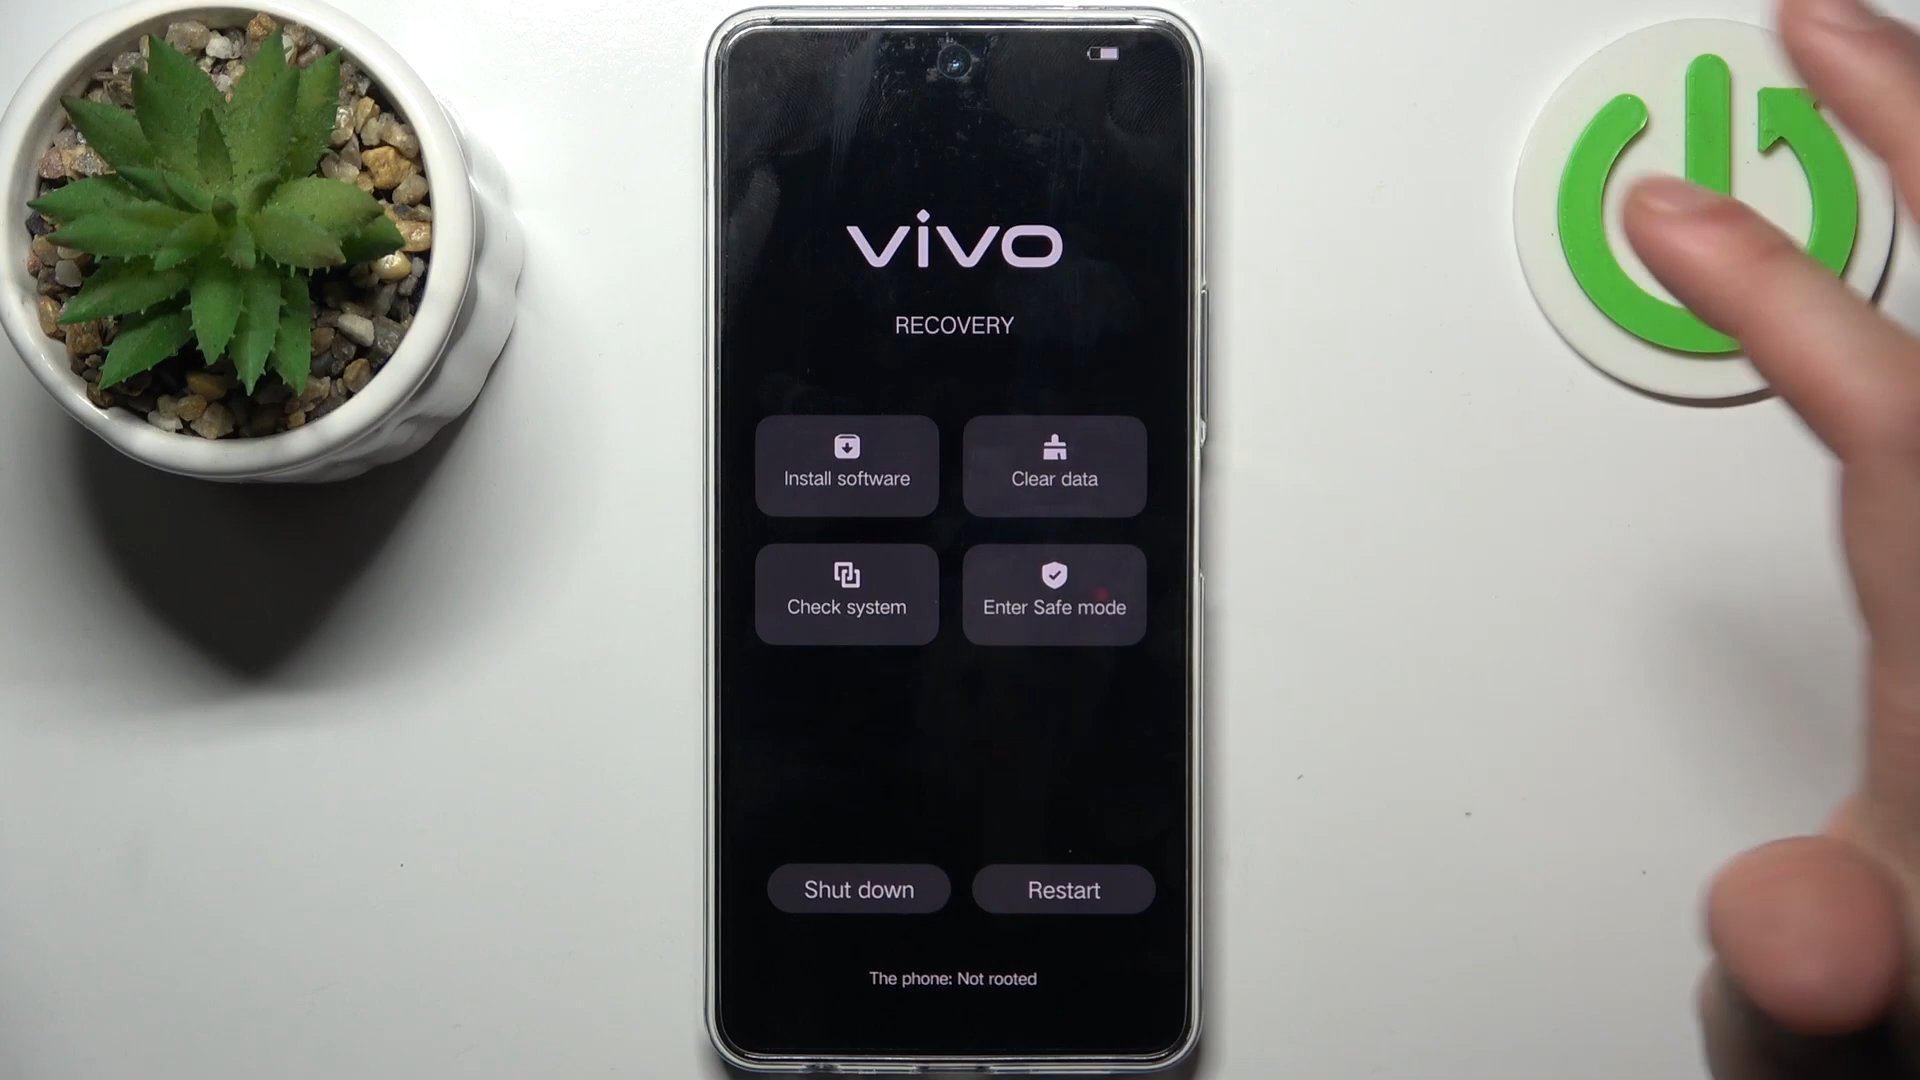 vivo
RECOVERY
Install software
Clear data
Check system
Enter Safe mode
Shut down
Restart
The phone: Not rooted